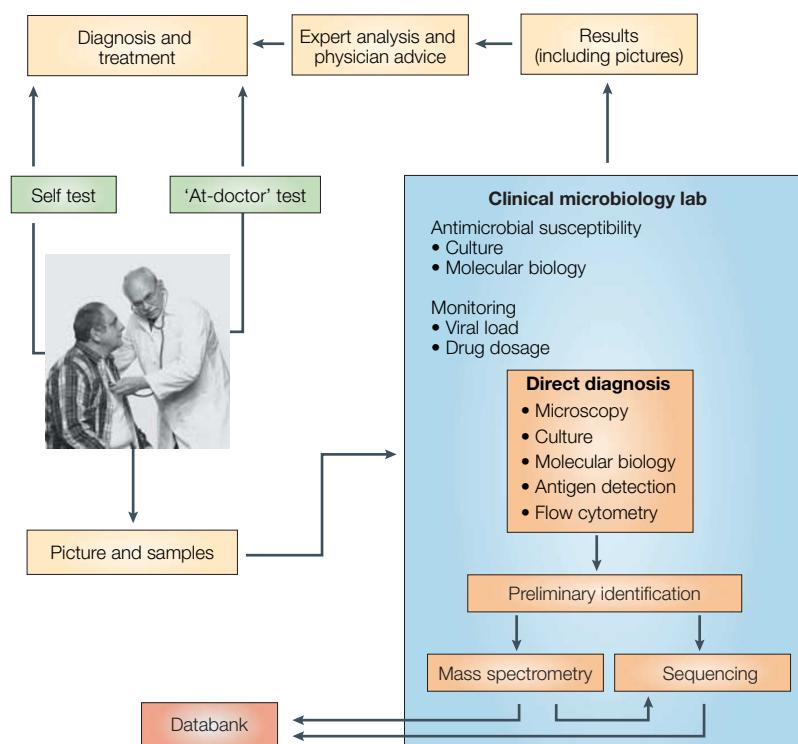 Diagnosis and
treatment
Expert analysis and
physician advice
Results
(including pictures)
Self test
‘At-doctor’ test
Clinical microbiology lab
Antimicrobial susceptibility
• Culture
• Molecular biology
Monitoring
• Viral load
• Drug dosage
Direct diagnosis
• Microscopy
• Culture
• Molecular biology
• Antigen detection
• Flow cytometry
Picture and samples
Preliminary identification
Mass spectrometry
Sequencing
Databank